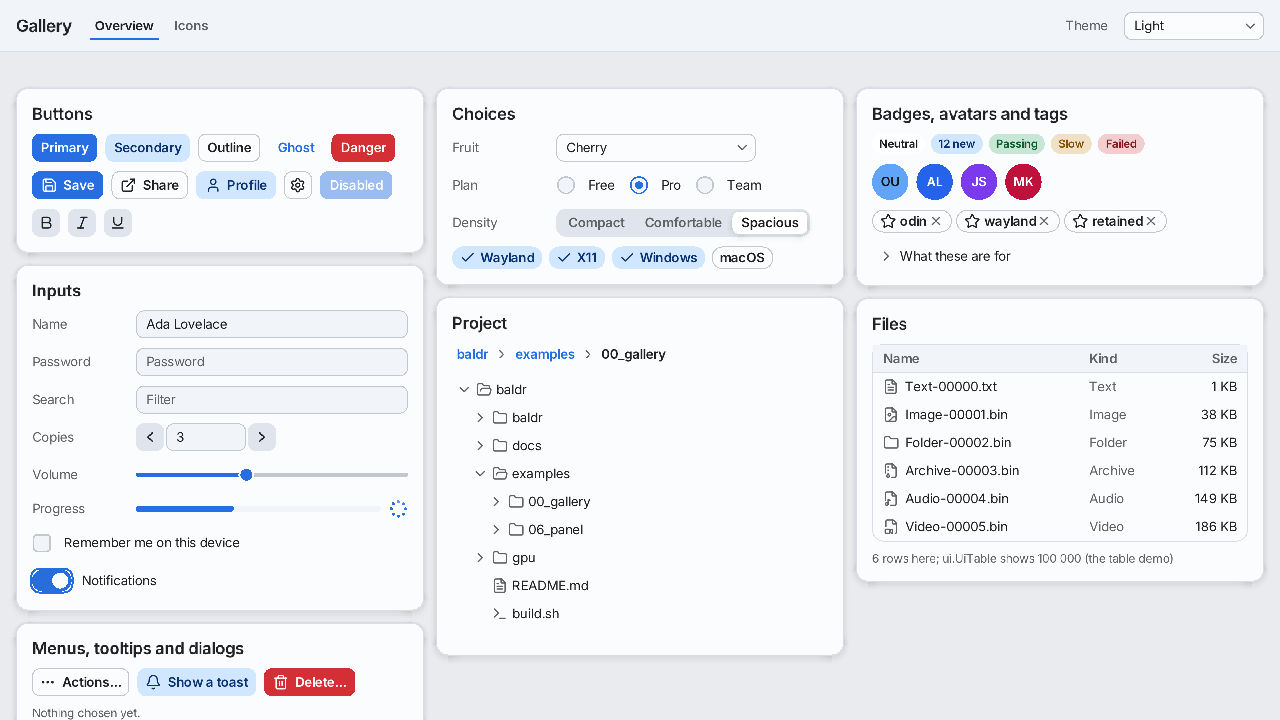 Gallery Overview Icons Theme Light
Buttons
Primary Secondary Outline Ghost Danger
Save Share Profile Disabled
B I U
Inputs
Name Ada Lovelace
Password Password
Search Filter
Copies 3
Volume
Progress
Remember me on this device
Notifications
Menus, tooltips and dialogs
Actions... Show a toast Delete...
Nothing chosen yet.
Choices
Fruit Cherry
Plan Free Pro Team
Density Compact Comfortable Spacious
Wayland X11 Windows macOS
Project
baldr examples 00_gallery
baldr
baldr
docs
examples
00_gallery
06_panel
gpu
README.md
build.sh
Badges, avatars and tags
Neutral 12 new Passing Slow Failed
OU AL JS MK
odin wayland retained
What these are for
Files
Name Kind Size
Text-00000.txt Text 1 KB
Image-00001.bin Image 38 KB
Folder-00002.bin Folder 75 KB
Archive-00003.bin Archive 112 KB
Audio-00004.bin Audio 149 KB
Video-00005.bin Video 186 KB
6 rows here; ui.UiTable shows 100 000 (the table demo)